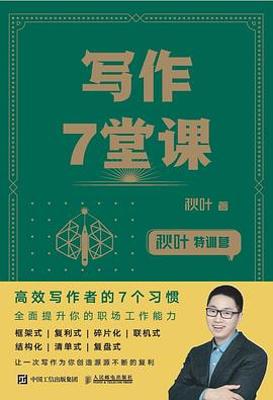 写作
7堂课
秋叶 著
秋叶 特训营
高效写作者的7个习惯
全面提升你的职场工作能力
框架式｜复利式｜碎片化｜联机式
结构化｜清单式｜复盘式
让一次写作为你创造源源不断的复利
中国工信出版集团 人民邮电出版社